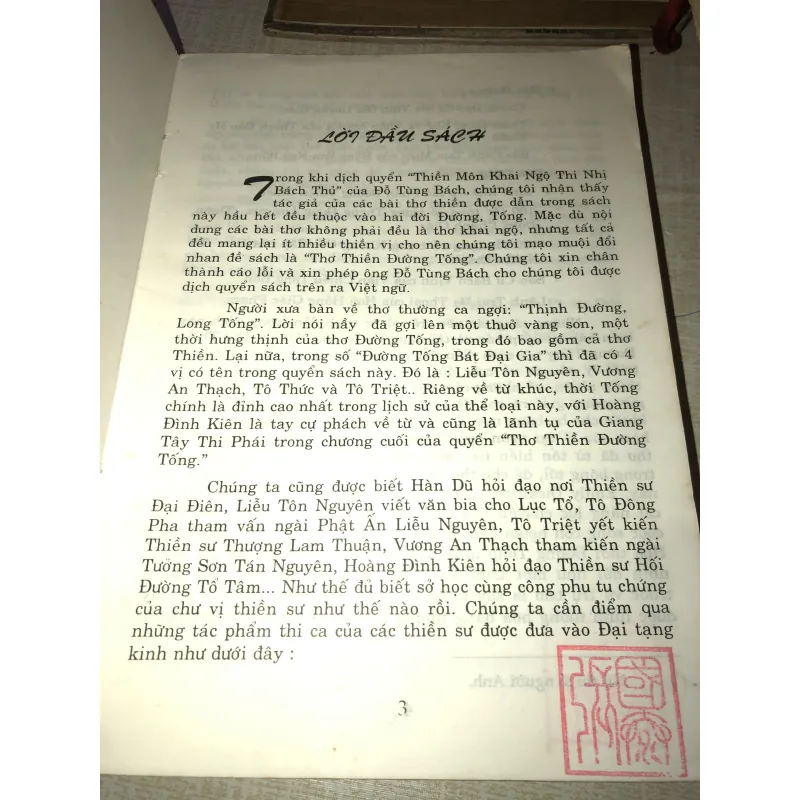 LỜI ĐẦU SÁCH
Trong khi dịch quyển “Thiền Môn Khai Ngộ Thi Nhị
Bách Thủ” của Đỗ Tùng Bách, chúng tôi nhận thấy
tác giả của các bài thơ thiền được dẫn trong sách
này hầu hết đều thuộc vào hai đời Đường, Tống. Mặc dù nội
dung các bài thơ không phải đều là thơ khai ngộ, nhưng tất cả
đều mang lại ít nhiều thiền vị cho nên chúng tôi mạo muội đổi
nhan đề sách là “Thơ Thiền Đường Tống”. Chúng tôi xin chân
thành cáo lỗi và xin phép ông Đỗ Tùng Bách cho chúng tôi được
dịch quyển sách trên ra Việt ngữ.
Người xưa bàn về thơ thường ca ngợi: “Thịnh Đường,
Long Tống”. Lời nói nầy đã gợi lên một thuở vàng son, một
thời hưng thịnh của thơ Đường Tống, trong đó bao gồm cả thơ
Thiền. Lại nữa, trong số “Đường Tống Bát Đại Gia” thì đã có 4
vị có tên trong quyển sách này. Đó là : Liễu Tôn Nguyên, Vương
An Thạch, Tô Thức và Tô Triệt.. Riêng về từ khúc, thời Tống
chính là đỉnh cao nhất trong lịch sử của thể loại này, với Hoàng
Đình Kiên là tay cự phách về từ và cũng là lãnh tụ của Giang
Tây Thi Phái trong chương cuối của quyển “Thơ Thiền Đường
Tống.”
Chúng ta cũng được biết Hàn Dũ hỏi đạo nơi Thiền sư
Đại Điên, Liễu Tôn Nguyên viết văn bia cho Lục Tổ, Tô Đông
Pha tham vấn ngài Phật Ấn Liễu Nguyên, Tô Triệt yết kiến
Thiền sư Thượng Lam Thuận, Vương An Thạch tham kiến ngài
Tưởng Sơn Tán Nguyên, Hoàng Đình Kiên hỏi đạo Thiền sư Hối
Đường Tổ Tâm... Như thế đủ biết sở học cùng công phu tu chứng
của chư vị thiền sư như thế nào rồi. Chúng ta cần điểm qua
những tác phẩm thi ca của các thiền sư được đưa vào Đại tạng
kinh như dưới đây :
3